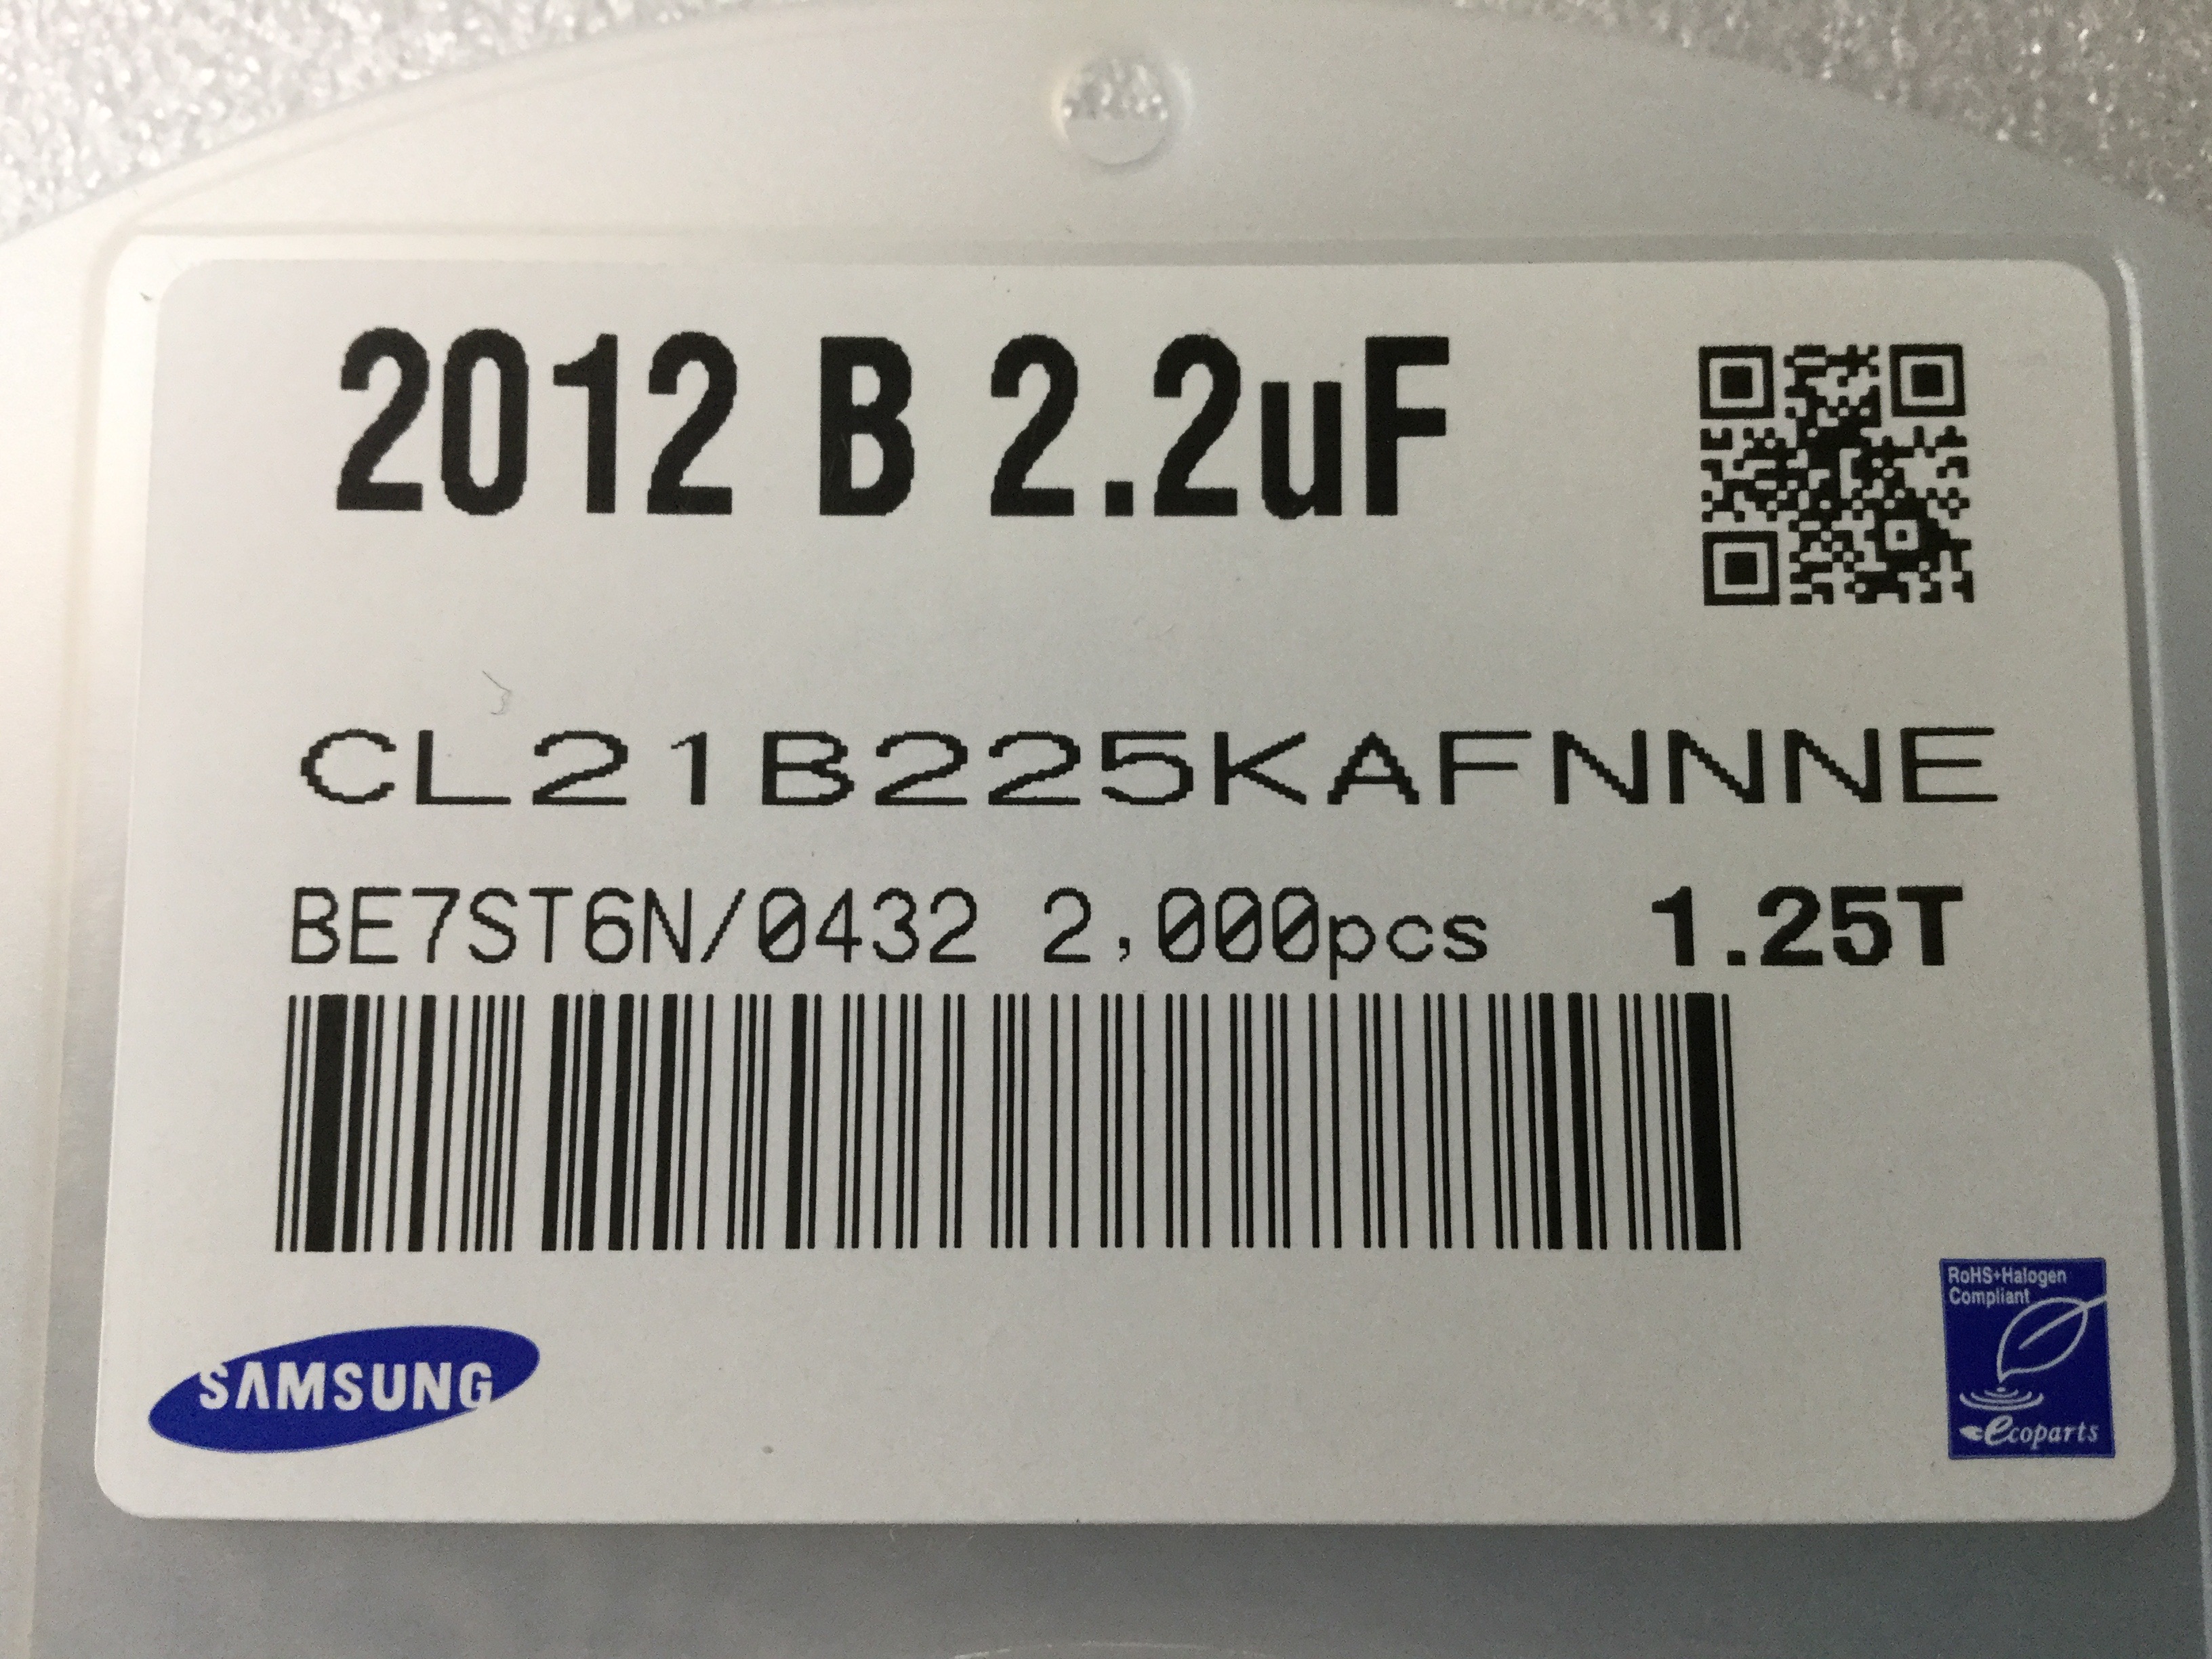 2012 B 2.2uF
CL21B225KAFNNNE
BE7ST6N/0432 2,000pcs 1.25T
RoHS+Halogen
Compliant
SAMSUNG
ecoparts